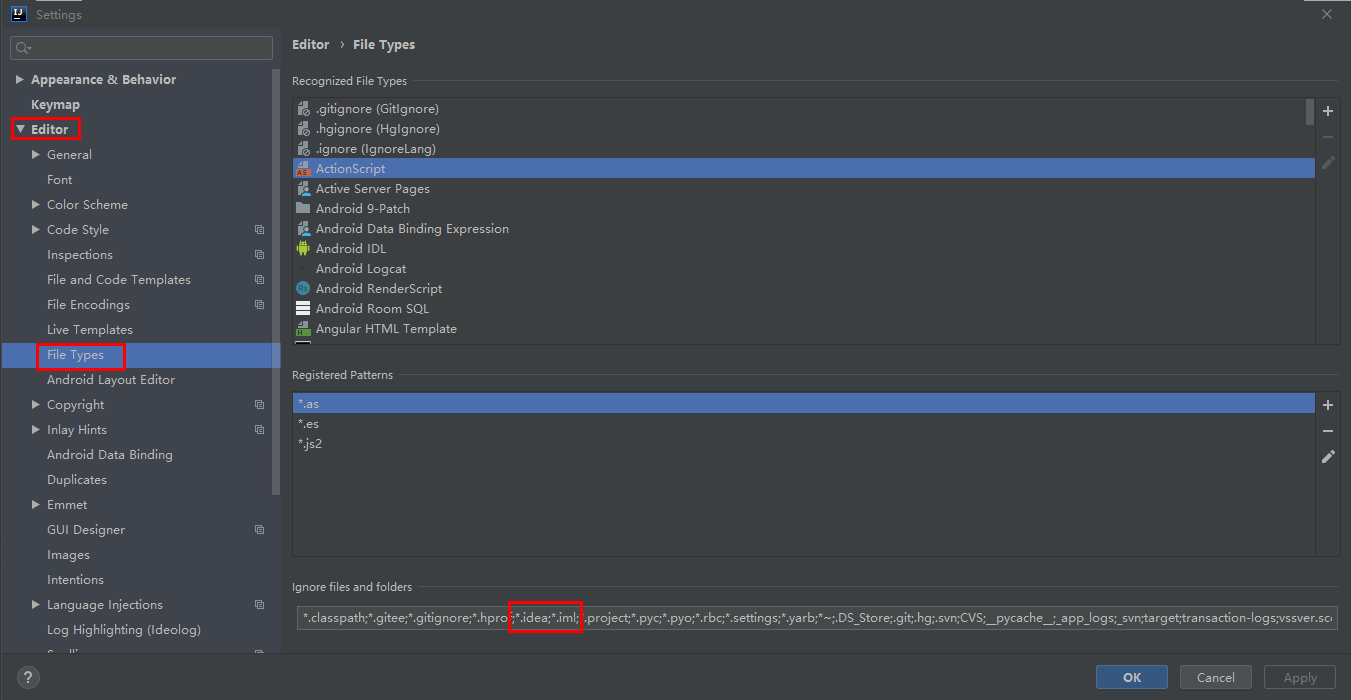 IJ
Settings
Appearance & Behavior
Keymap
Editor
General
Font
Color Scheme
Code Style
Inspections
File and Code Templates
File Encodings
Live Templates
File Types
Android Layout Editor
Copyright
Inlay Hints
Android Data Binding
Duplicates
Emmet
GUI Designer
Images
Intentions
Language Injections
Log Highlighting (Ideolog)
Editor › File Types
Recognized File Types
.gitignore (GitIgnore)
.hgignore (HgIgnore)
.ignore (IgnoreLang)
AS ActionScript
Active Server Pages
Android 9-Patch
Android Data Binding Expression
Android IDL
Android Logcat
Rs Android RenderScript
Android Room SQL
H Angular HTML Template
Registered Patterns
*.as
*.es
*.js2
Ignore files and folders
*.classpath;*.gitee;*.gitignore;*.hprof;*.idea;*.iml;*.project;*.pyc;*.pyo;*.rbc;*.settings;*.yarb;*~;.DS_Store;.git;.hg;.svn;CVS;__pycache__;_app_logs;_svn;target;transaction-logs;vssver.scc
?
OK
Cancel
Apply